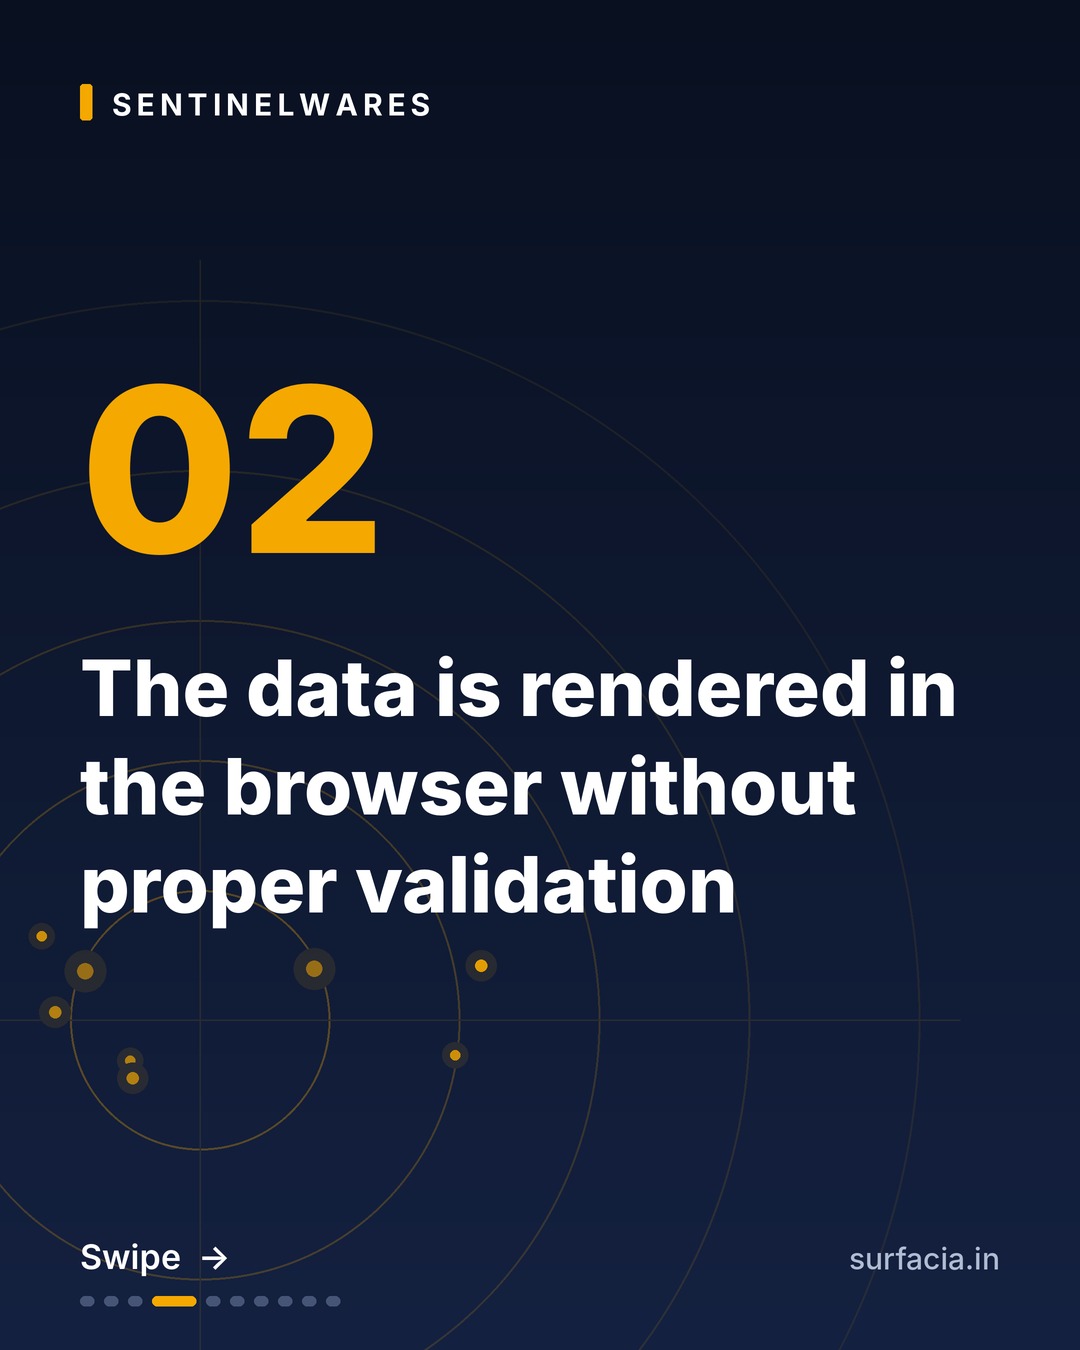 SENTINELWARES
02
The data is rendered in
the browser without
proper validation
Swipe →
surfacia.in